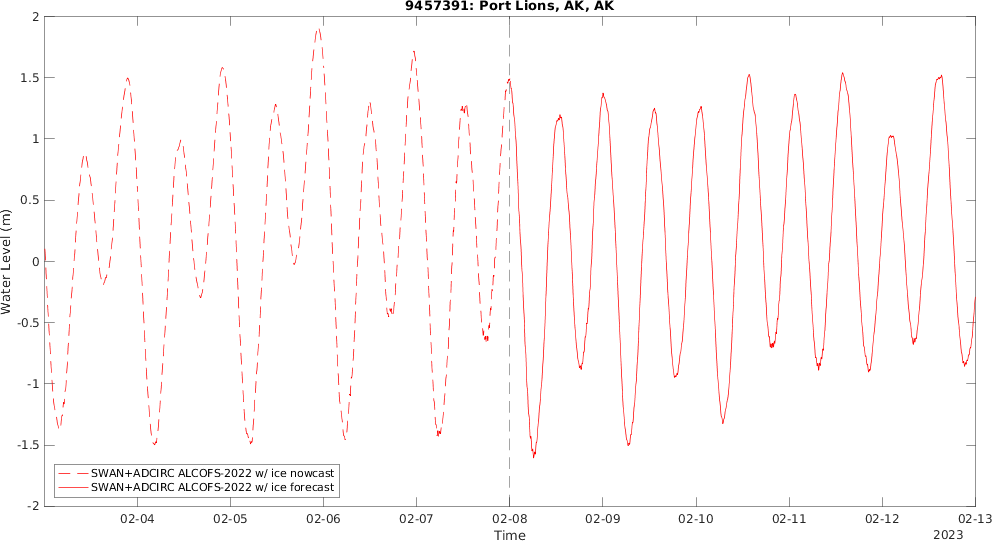 9457391: Port Lions, AK, AK
2
1.5
1
0.5
0
-0.5
-1
-1.5
-2
Water Level (m)
SWAN+ADCIRC ALCOFS-2022 w/ ice nowcast
SWAN+ADCIRC ALCOFS-2022 w/ ice forecast
02-04 02-05 02-06 02-07 02-08 02-09 02-10 02-11 02-12 02-13
Time
2023